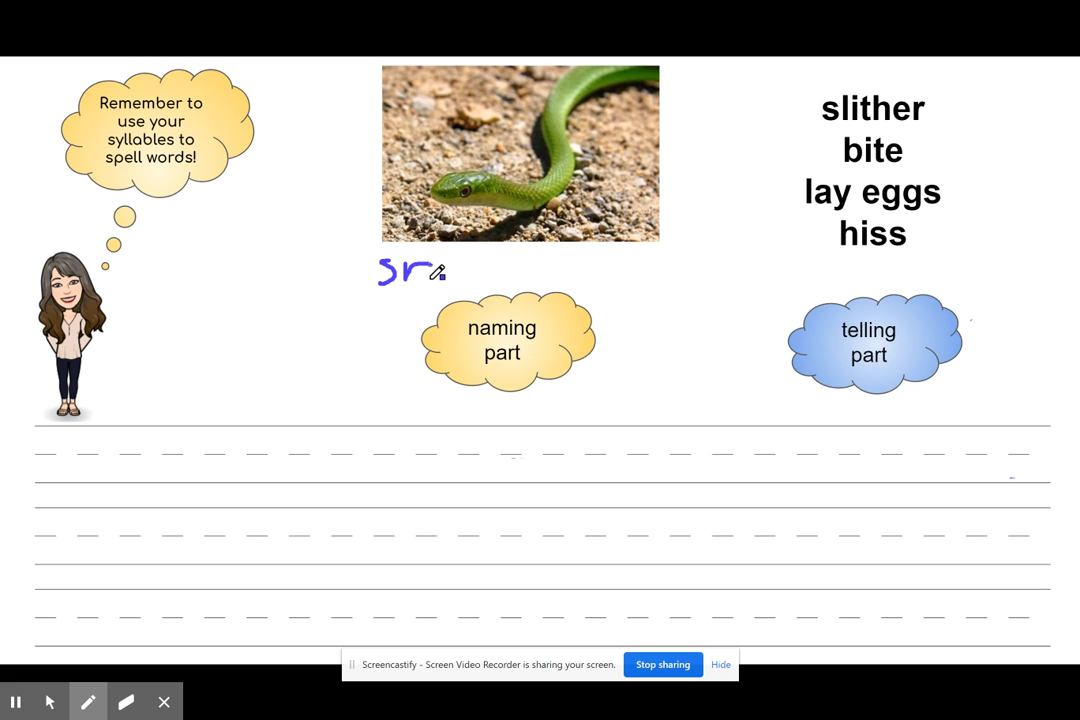 Remember to
use your
syllables to
spell words!
slither
bite
lay eggs
hiss
sr
naming
part
telling
part
Screencastify - Screen Video Recorder is sharing your screen.
Stop sharing
Hide